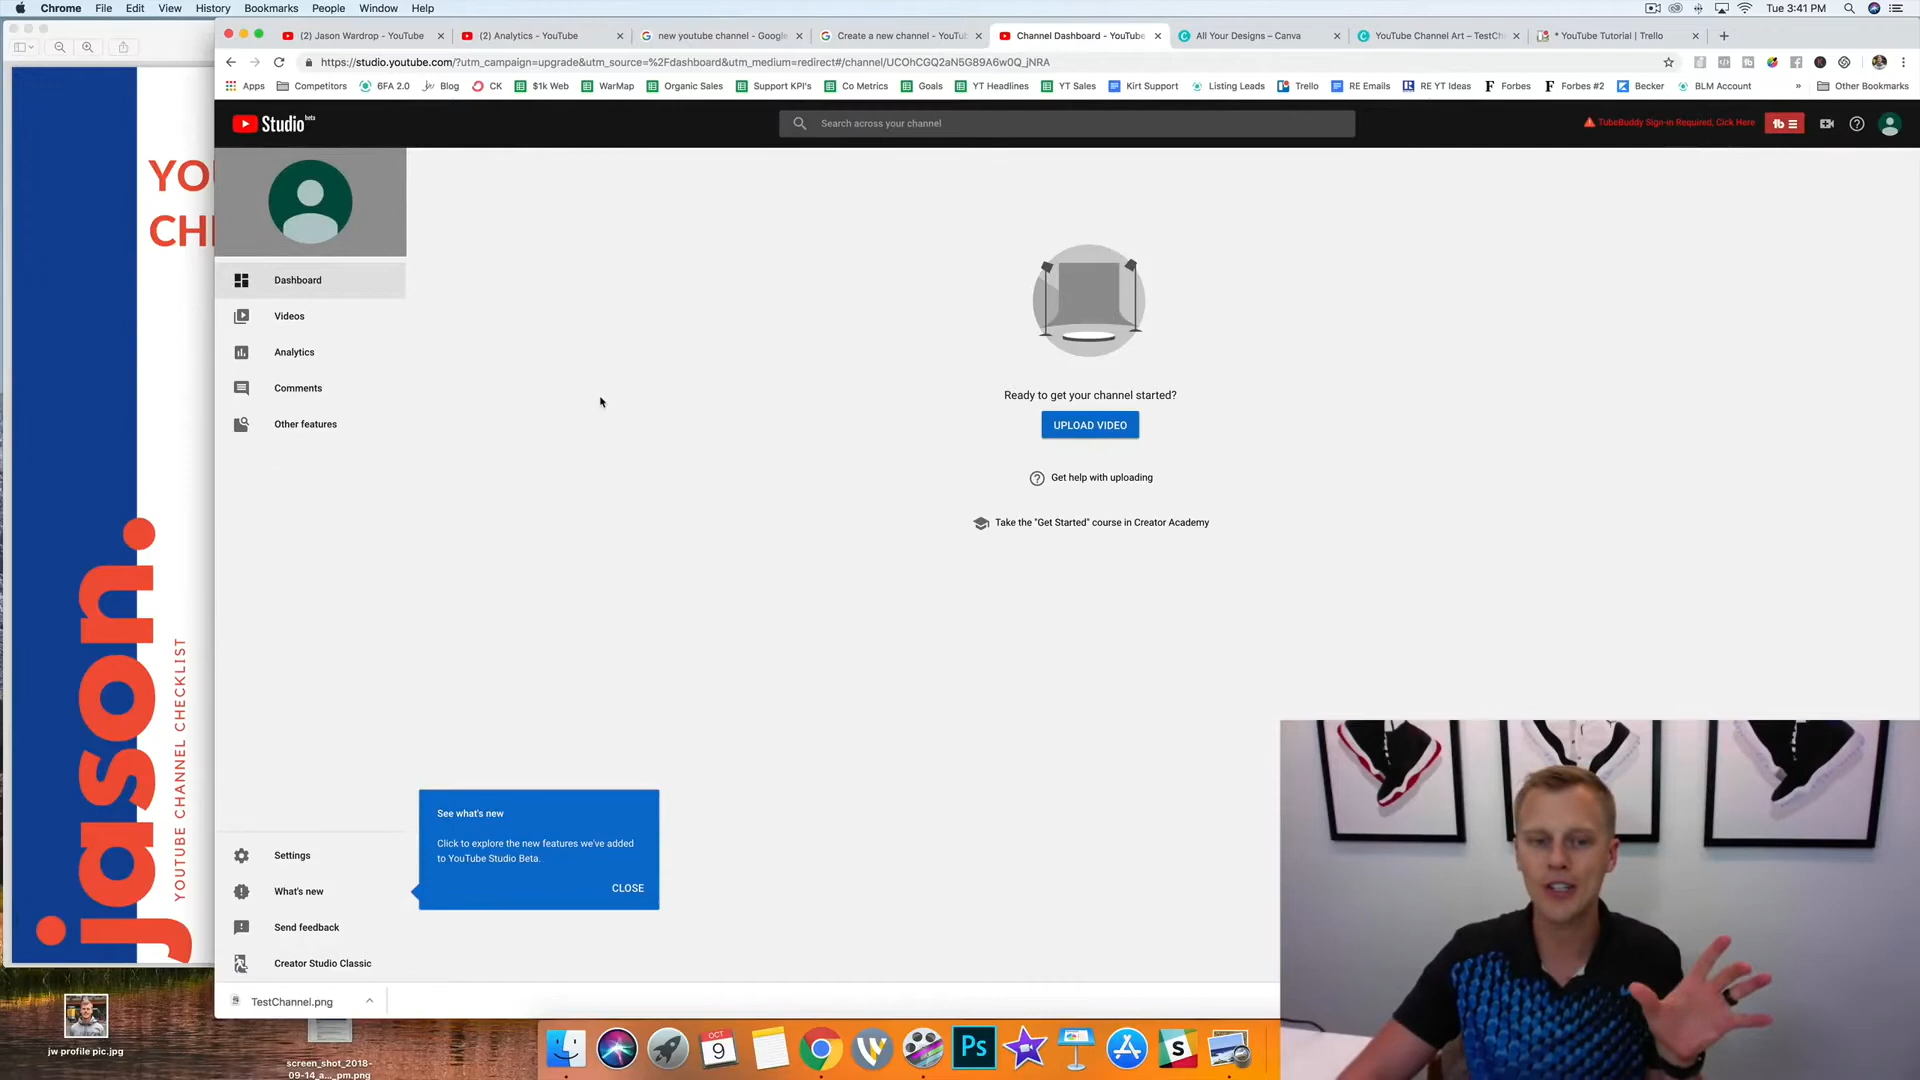 Chrome File Edit View History Bookmarks People Window Help
Tue 3:41 PM
(2) Jason Wardrop - YouTube
(2) Analytics - YouTube
new youtube channel - Google
Create a new channel - YouTu
Channel Dashboard - YouTube
All Your Designs – Canva
YouTube Channel Art – TestCh
* YouTube Tutorial | Trello
https://studio.youtube.com/?utm_campaign=upgrade&utm_source=%2Fdashboard&utm_medium=redirect#/channel/UCOhCGQ2aN5G89A6w0Q_jNRA
Apps Competitors 6FA 2.0 Blog CK $1k Web WarMap Organic Sales Support KPI's Co Metrics Goals YT Headlines YT Sales Kirt Support Listing Leads Trello RE Emails RE YT Ideas Forbes Forbes #2 Becker BLM Account » Other Bookmarks
Studio beta
Search across your channel
TubeBuddy Sign-in Required, Click Here
tb
YO
CH
Dashboard
Videos
Analytics
Comments
Other features
Ready to get your channel started?
UPLOAD VIDEO
Get help with uploading
Take the "Get Started" course in Creator Academy
jason.
YOUTUBE CHANNEL CHECKLIST
See what's new
Click to explore the new features we've added
to YouTube Studio Beta.
CLOSE
Settings
What's new
Send feedback
Creator Studio Classic
TestChannel.png
jw profile pic.jpg
screen_shot_2018-
09-14_a..._pm.png
OCT
9
Ps
S